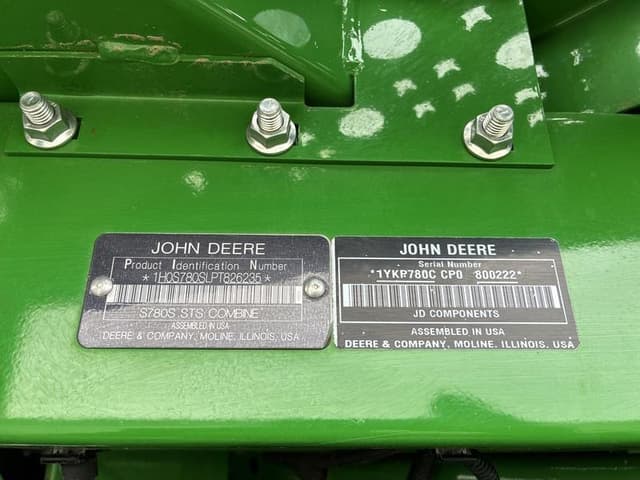 JOHN DEERE
Product Identification Number
*1H0S780SLPT826235*
S780S STS COMBINE
ASSEMBLED IN USA
DEERE & COMPANY, MOLINE, ILLINOIS, USA
JOHN DEERE
Serial Number
*1YKP780C CP0 800222*
JD COMPONENTS
ASSEMBLED IN USA
DEERE & COMPANY, MOLINE, ILLINOIS, USA